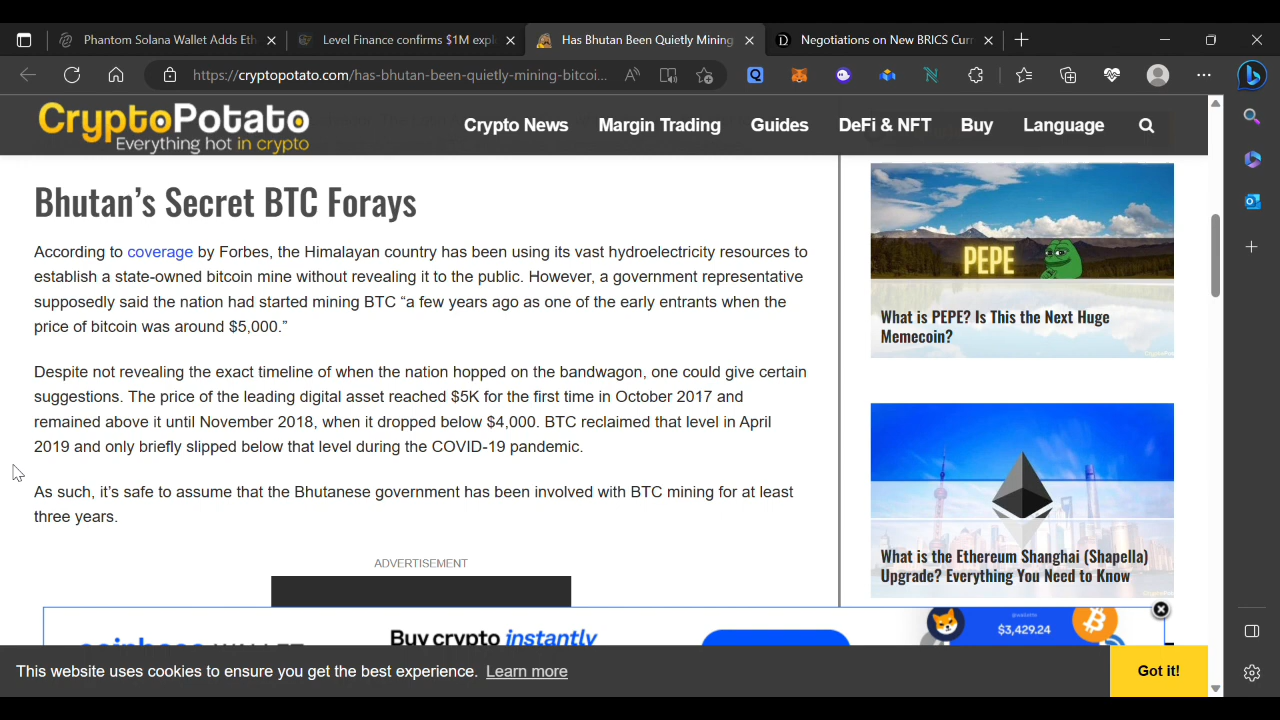 Phantom Solana Wallet Adds Eth
Level Finance confirms $1M expl
Has Bhutan Been Quietly Mining
Negotiations on New BRICS Curr
https://cryptopotato.com/has-bhutan-been-quietly-mining-bitcoi...
CryptoPotato
Everything hot in crypto
Crypto News
Margin Trading
Guides
DeFi & NFT
Buy
Language
Bhutan’s Secret BTC Forays
According to coverage by Forbes, the Himalayan country has been using its vast hydroelectricity resources to
establish a state-owned bitcoin mine without revealing it to the public. However, a government representative
supposedly said the nation had started mining BTC “a few years ago as one of the early entrants when the
price of bitcoin was around $5,000.”
Despite not revealing the exact timeline of when the nation hopped on the bandwagon, one could give certain
suggestions. The price of the leading digital asset reached $5K for the first time in October 2017 and
remained above it until November 2018, when it dropped below $4,000. BTC reclaimed that level in April
2019 and only briefly slipped below that level during the COVID-19 pandemic.
As such, it’s safe to assume that the Bhutanese government has been involved with BTC mining for at least
three years.
ADVERTISEMENT
PEPE
What is PEPE? Is This the Next Huge
Memecoin?
What is the Ethereum Shanghai (Shapella)
Upgrade? Everything You Need to Know
Buy crypto instantly
$3,429.24
This website uses cookies to ensure you get the best experience. Learn more
Got it!